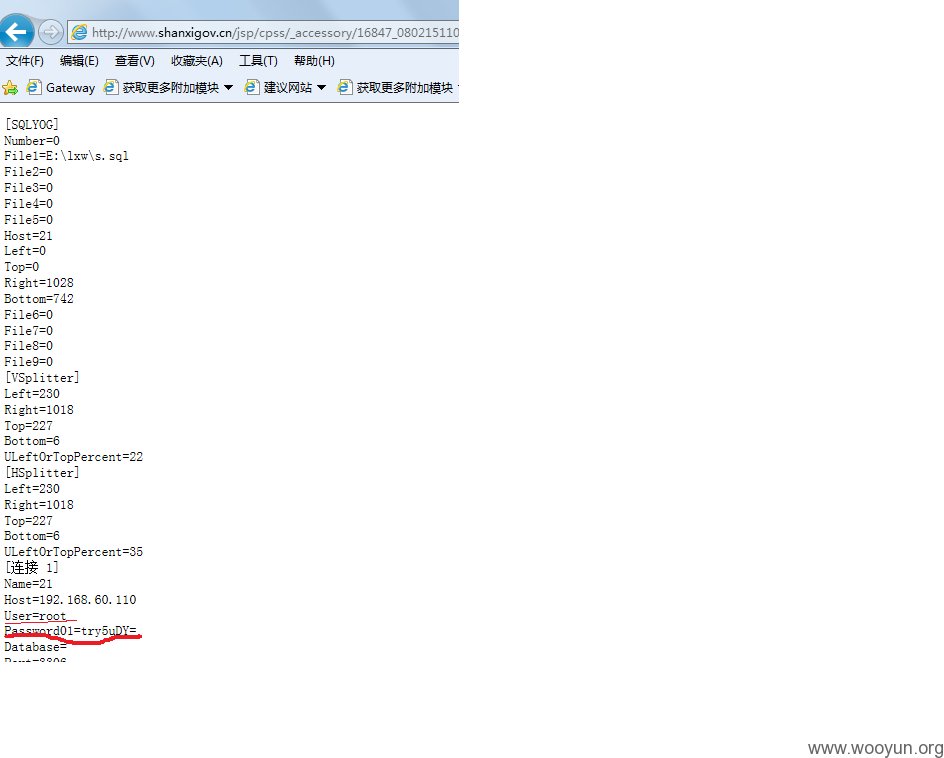 http://www.shanxigov.cn/jsp/cpss/_accessory/16847_080215110
文件(F) 编辑(E) 查看(V) 收藏夹(A) 工具(T) 帮助(H)
Gateway 获取更多附加模块 建议网站 获取更多附加模块
[SQLYOG]
Number=0
File1=E:\lxw\s.sql
File2=0
File3=0
File4=0
File5=0
Host=21
Left=0
Top=0
Right=1028
Bottom=742
File6=0
File7=0
File8=0
File9=0
[VSplitter]
Left=230
Right=1018
Top=227
Bottom=6
ULeftOrTopPercent=22
[HSplitter]
Left=230
Right=1018
Top=227
Bottom=6
ULeftOrTopPercent=35
[连接 1]
Name=21
Host=192.168.60.110
User=root
Password01=try5uDY=
Database=
Port=3306
www.wooyun.org